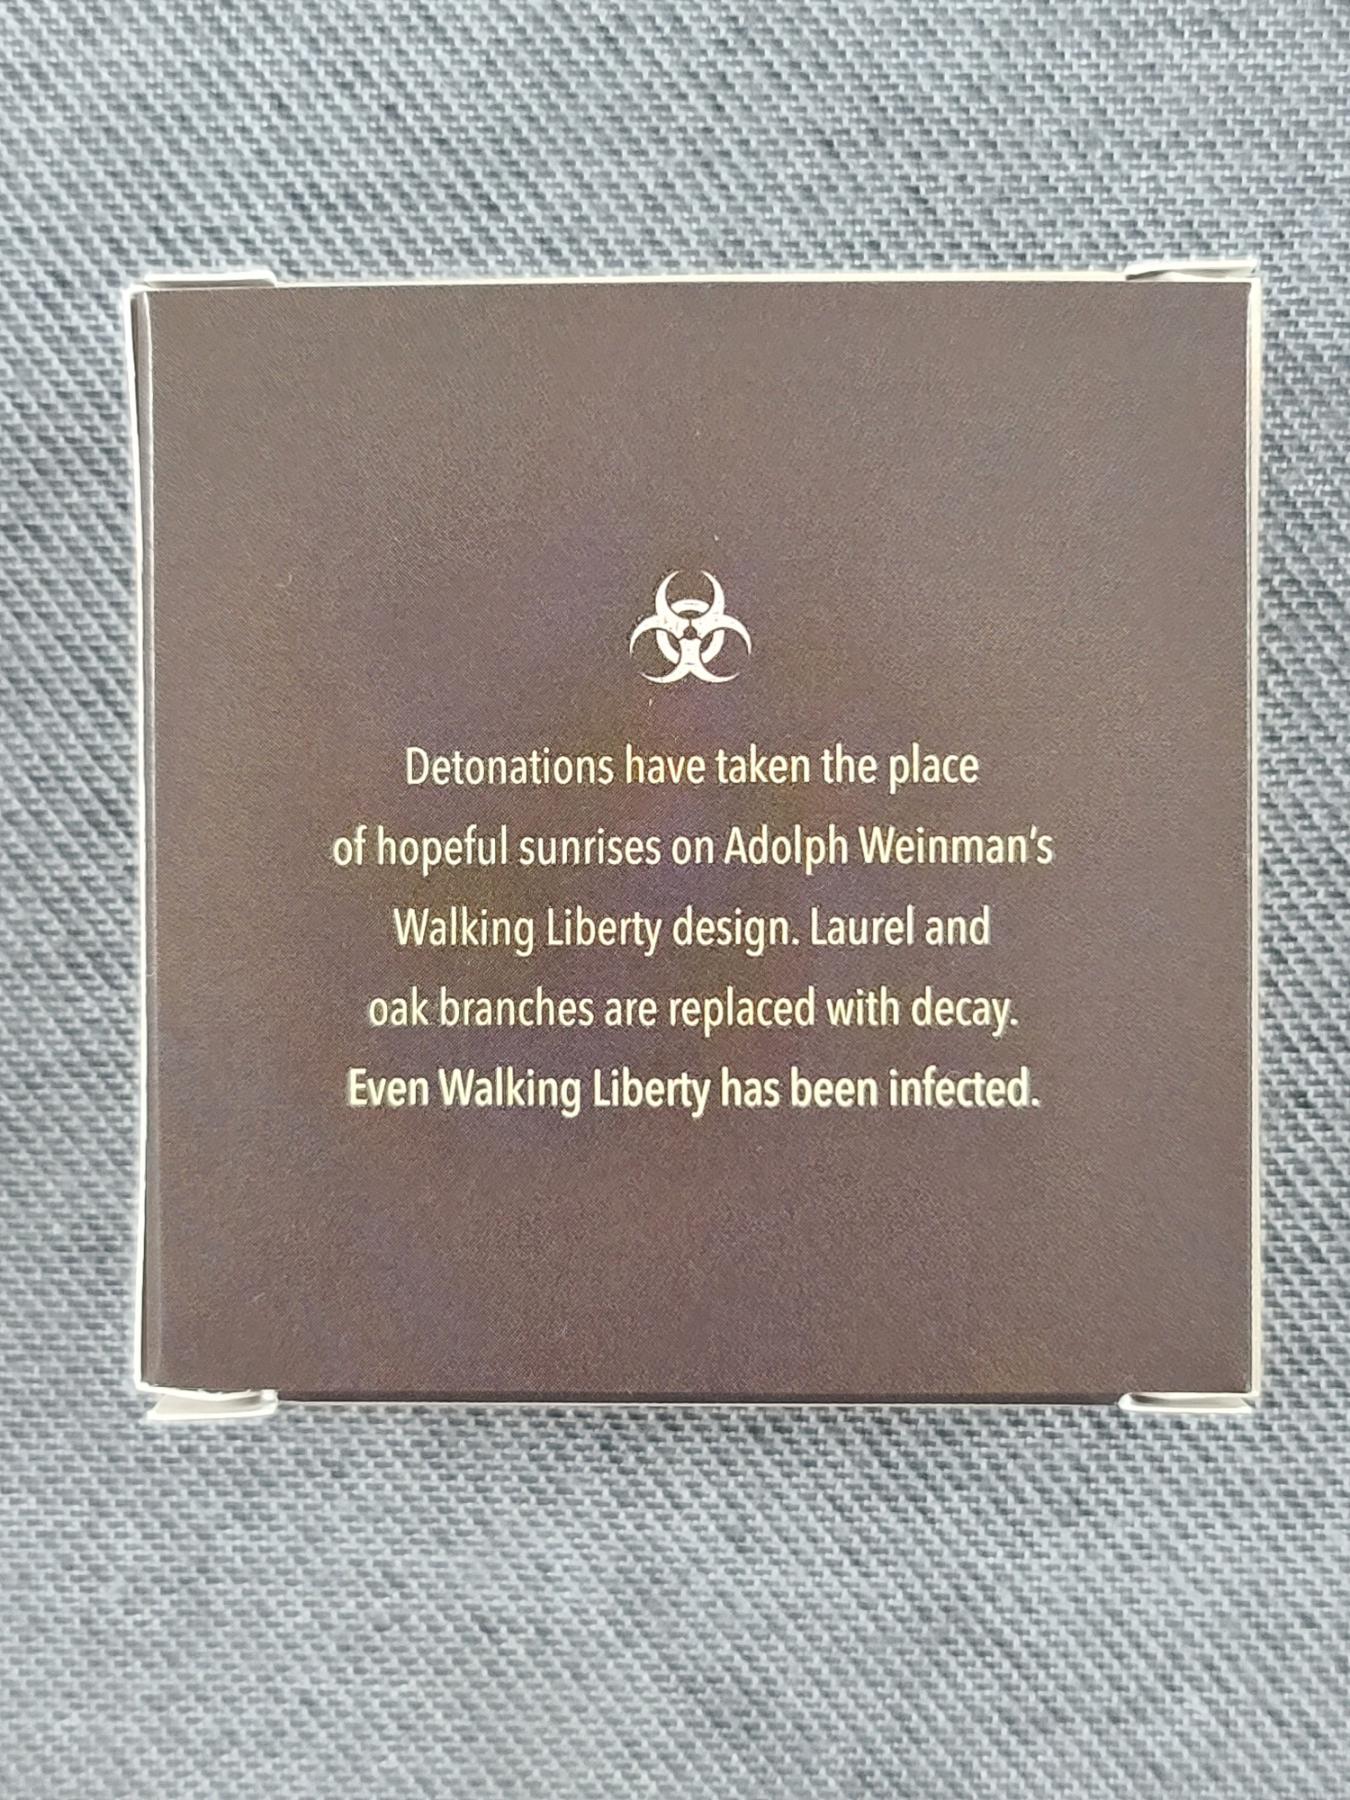 Detonations have taken the place
of hopeful sunrises on Adolph Weinman’s
Walking Liberty design. Laurel and
oak branches are replaced with decay.
Even Walking Liberty has been infected.